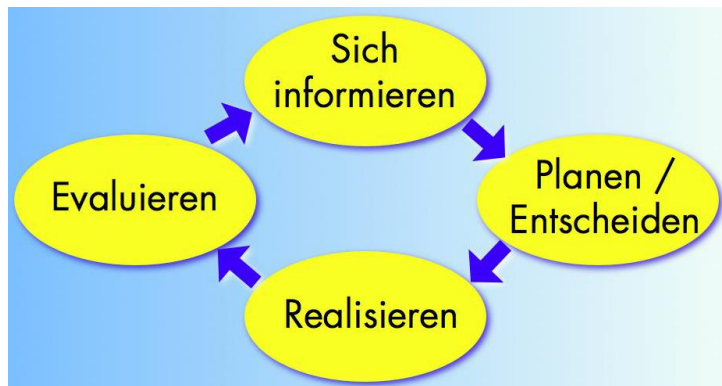 Sich
informieren
Planen /
Entscheiden
Realisieren
Evaluieren